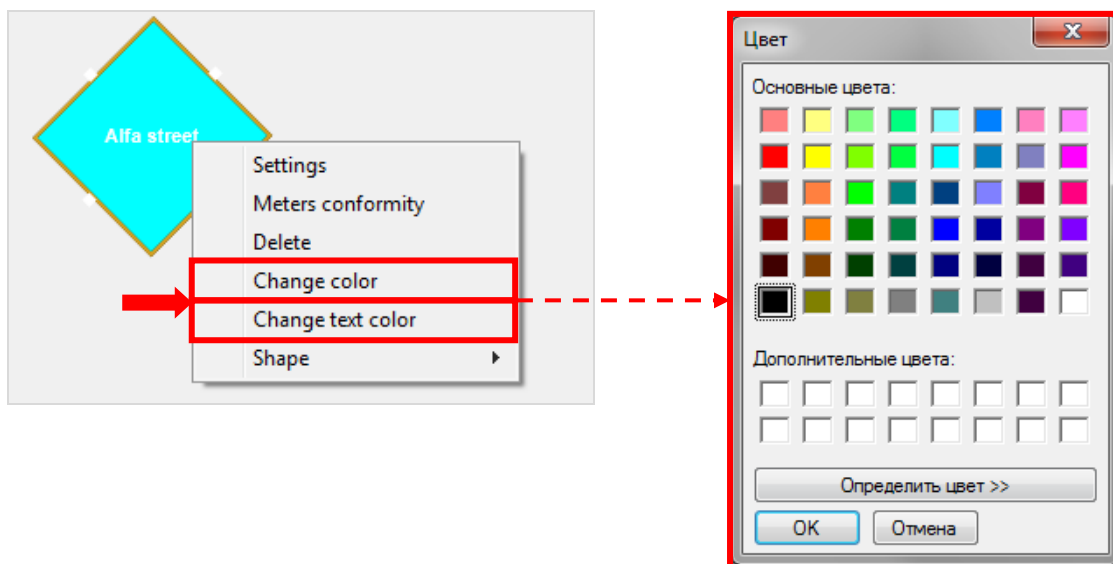 Alfa street
Settings
Meters conformity
Delete
Change color
Change text color
Shape
Цвет
Основные цвета:
Дополнительные цвета:
Определить цвет >>
OK
Отмена